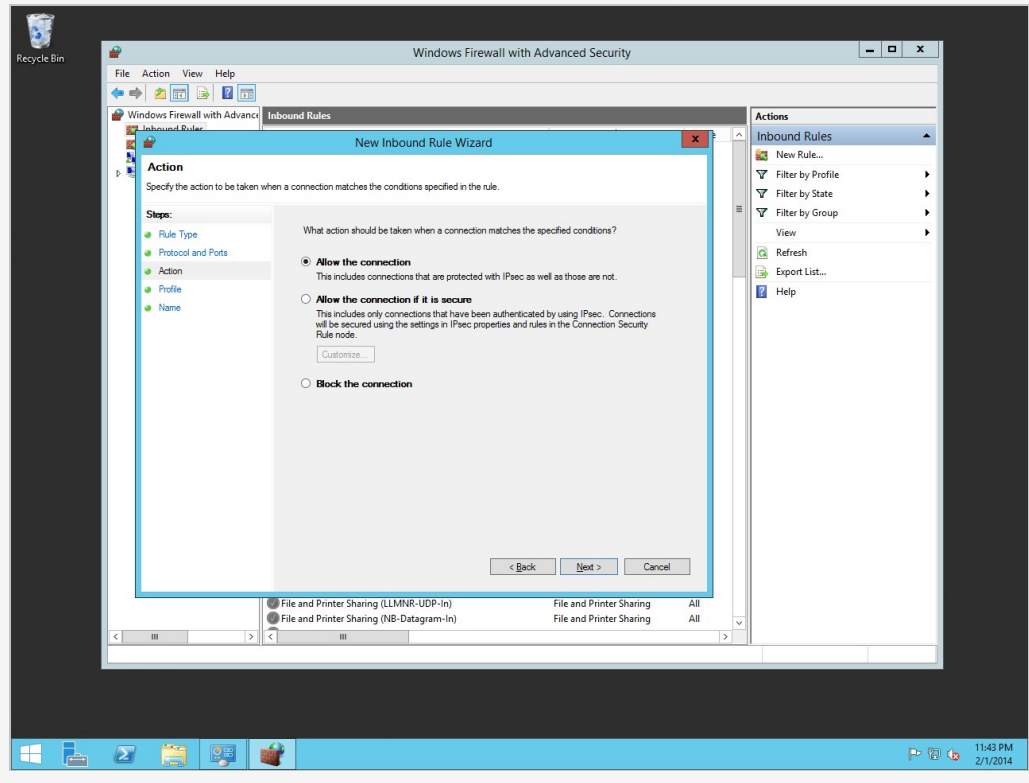 Recycle Bin
Windows Firewall with Advanced Security
File Action View Help
Windows Firewall with Advance
Inbound Rules
Inbound Rules
Actions
Inbound Rules
New Rule...
Filter by Profile
Filter by State
Filter by Group
View
Refresh
Export List...
Help
New Inbound Rule Wizard
x
Action
Specify the action to be taken when a connection matches the conditions specified in the rule.
Steps:
Rule Type
Protocol and Ports
Action
Profile
Name
What action should be taken when a connection matches the specified conditions?
Allow the connection
This includes connections that are protected with IPsec as well as those are not.
Allow the connection if it is secure
This includes only connections that have been authenticated by using IPsec. Connections
will be secured using the settings in IPsec properties and rules in the Connection Security
Rule node.
Customize...
Block the connection
< Back Next > Cancel
File and Printer Sharing (LLMNR-UDP-In) File and Printer Sharing All
File and Printer Sharing (NB-Datagram-In) File and Printer Sharing All
11:43 PM
2/1/2014